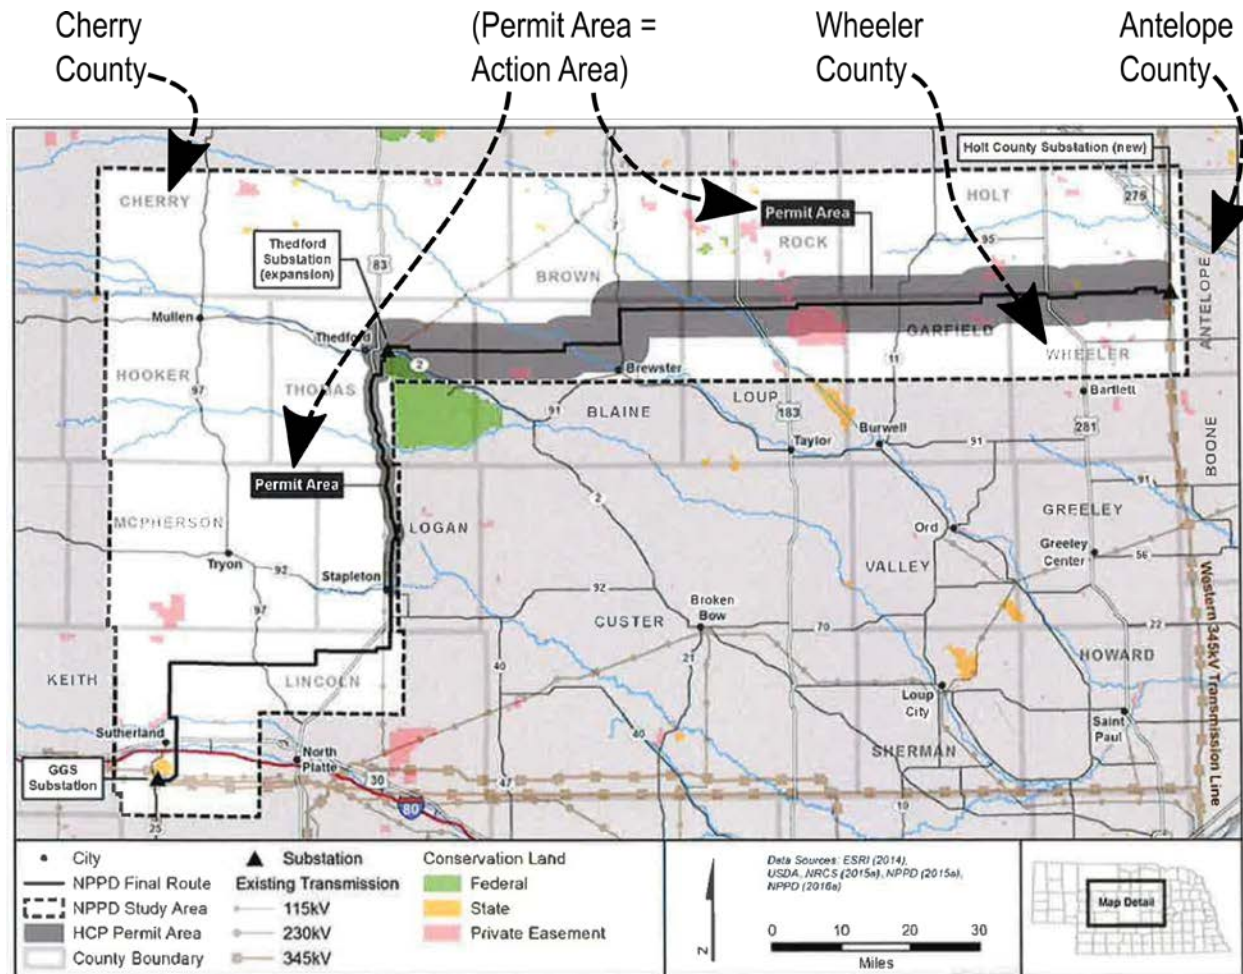 Cherry
County
(Permit Area =
Action Area)
Wheeler
County
Antelope
County
Holt County Substation (new)
CHERRY
HOLT
275
Permit Area
ROCK
Thedford
Substation
(expansion)
83
7
95
BROWN
ANTELOPE
Mullen
Thedford
GARFIELD
2
11
WHEELER
HOOKER
THOMAS
Brewster
97
Bartlett
91
BLAINE
LOUP
183
Taylor
Burwell
91
281
BOONE
91
Permit Area
2
GREELEY
MCPHERSON
LOGAN
Ord
Greeley
Center
56
Tryon
92
Stapleton
VALLEY
92
Broken
Bow
97
CUSTER
70
22
Western 345kV Transmission Line
KEITH
LINCOLN
40
21
HOWARD
Loup
City
Saint
Paul
Sutherland
North
Platte
40
SHERMAN
GGS
Substation
30
47
80
10
25
City
NPPD Final Route
NPPD Study Area
HCP Permit Area
County Boundary
Substation
Existing Transmission
115kV
230kV
345kV
Conservation Land
Federal
State
Private Easement
N
Data Sources: ESRI (2014),
USDA, NRCS (2015a), NPPD (2015a),
NPPD (2016a)
0 10 20 30
Miles
Map Detail